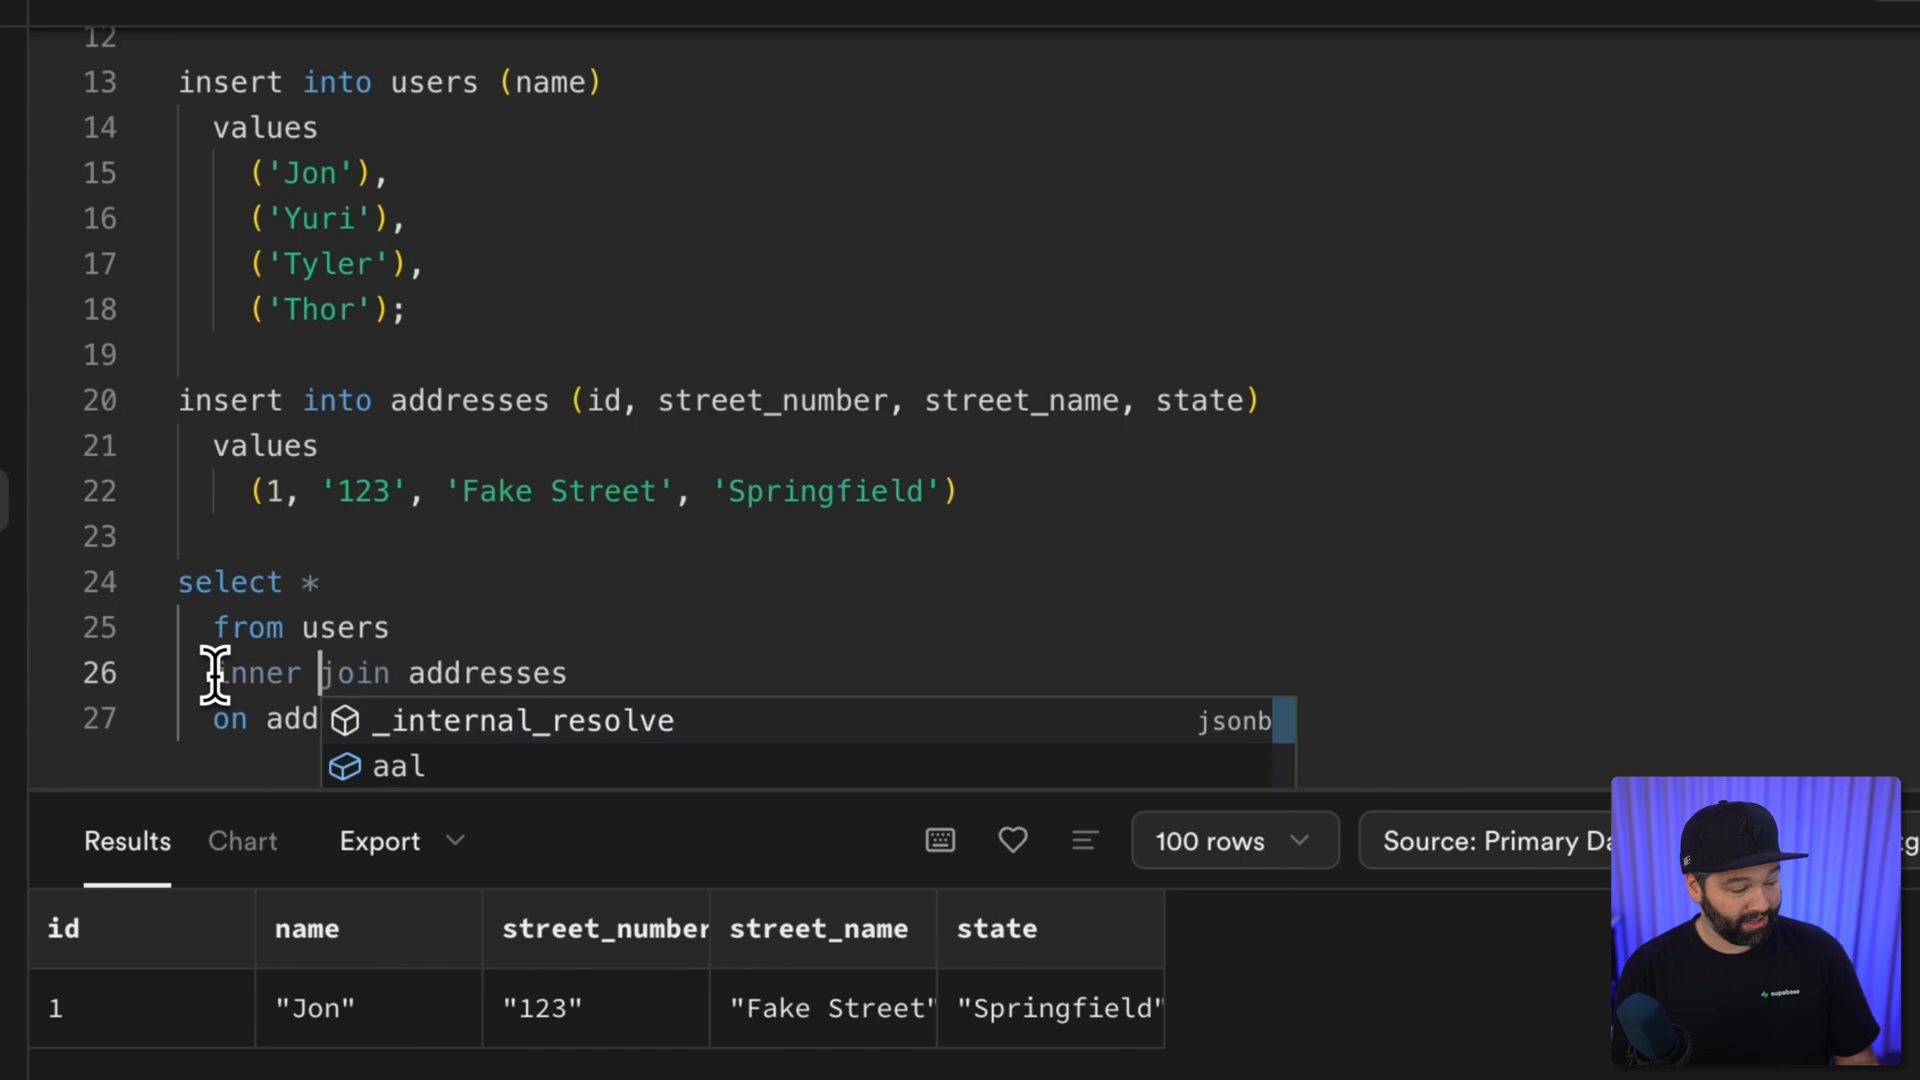 12
13 insert into users (name)
14 values
15 ('Jon'),
16 ('Yuri'),
17 ('Tyler'),
18 ('Thor');
19
20 insert into addresses (id, street_number, street_name, state)
21 values
22 (1, '123', 'Fake Street', 'Springfield')
23
24 select *
25 from users
26 inner join addresses
27 on add
_internal_resolve jsonb
aal
Results Chart Export 100 rows Source: Primary Da
id name street_number street_name state
1 "Jon" "123" "Fake Street" "Springfield"
supabase